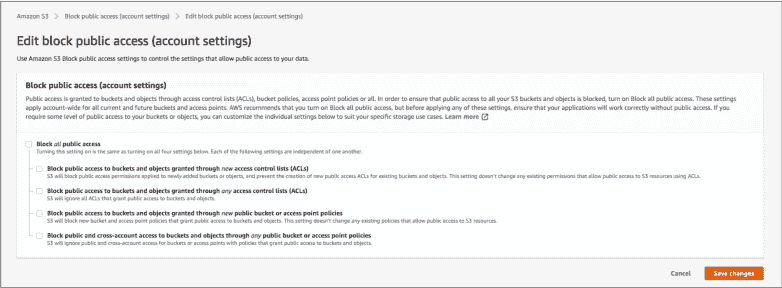 Amazon S3 > Block public access (account settings) > Edit block public access (account settings)
Edit block public access (account settings)
Use Amazon S3 Block public access settings to control the settings that allow public access to your data.
Block public access (account settings)
Public access is granted to buckets and objects through access control lists (ACLs), bucket policies, access point policies or all. In order to ensure that public access to all your S3 buckets and objects is blocked, turn on Block all public access. These settings
apply account-wide for all current and future buckets and access points. AWS recommends that you turn on Block all public access, but before applying any of these settings, ensure that your applications will work correctly without public access. If you
require some level of public access to your buckets or objects, you can customize the individual settings below to suit your specific storage use cases. Learn more
Block all public access
Turning this setting on is the same as turning on all four settings below. Each of the following settings are independent of one another.
Block public access to buckets and objects granted through new access control lists (ACLs)
S3 will block public access permissions applied to newly added buckets or objects, and prevent the creation of new public access ACLs for existing buckets and objects. This setting doesn't change any existing permissions that allow public access to S3 resources using ACLs.
Block public access to buckets and objects granted through any access control lists (ACLs)
S3 will ignore all ACLs that grant public access to buckets and objects.
Block public access to buckets and objects granted through new public bucket or access point policies
S3 will block new bucket and access point policies that grant public access to buckets and objects. This setting doesn't change any existing policies that allow public access to S3 resources.
Block public and cross-account access to buckets and objects through any public bucket or access point policies
S3 will ignore public and cross-account access for buckets or access points with policies that grant public access to buckets and objects.
Cancel Save changes